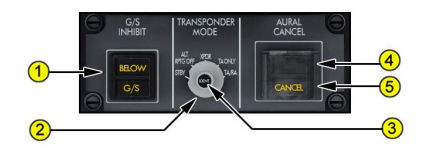 G/S
INHIBIT
TRANSPONDER
MODE
AURAL
CANCEL
ALT
RPTG OFF
XPDR
TA ONLY
STBY
TA/RA
IDENT
BELOW
G/S
CANCEL
1
2
3
4
5